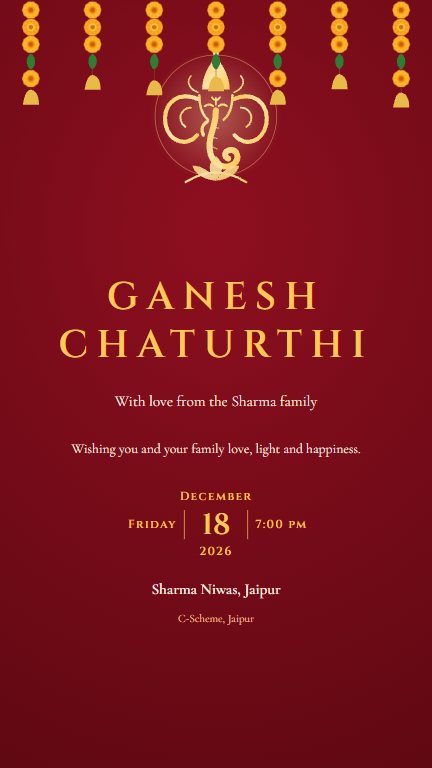 GANESH
CHATURTHI
With love from the Sharma family
Wishing you and your family love, light and happiness.
December
Friday 18 7:00 pm
2026
Sharma Niwas, Jaipur
C-Scheme, Jaipur